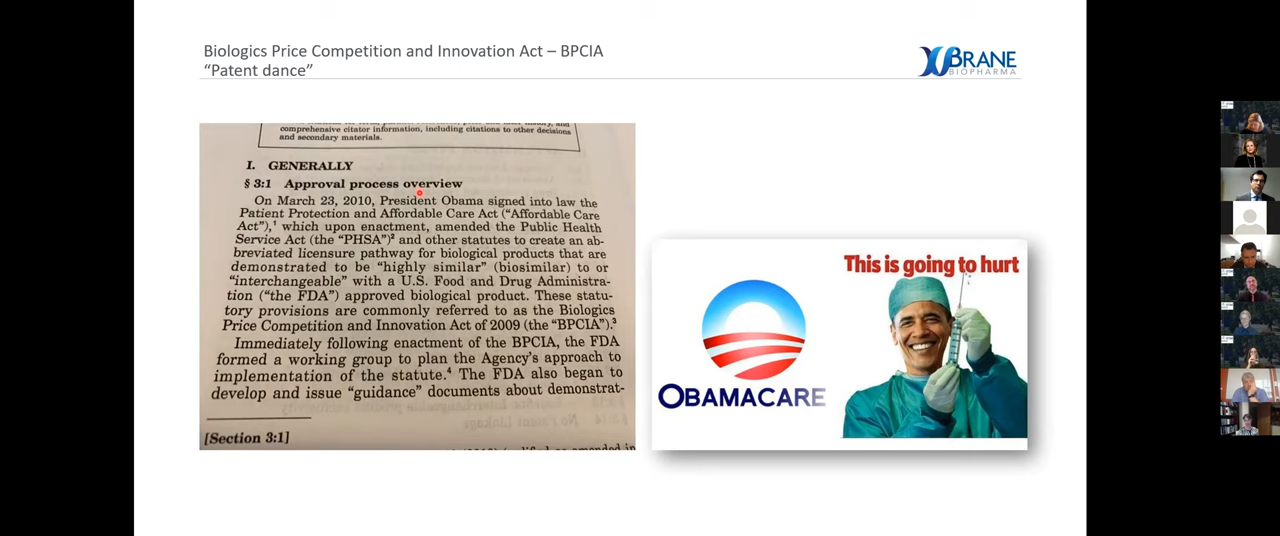 Biologics Price Competition and Innovation Act – BPCIA
“Patent dance”
XBRANE
BIOPHARMA
comprehensive citator information, including citations to other decisions
and secondary materials.
I. GENERALLY
§ 3:1 Approval process overview
On March 23, 2010, President Obama signed into law the
Patient Protection and Affordable Care Act (“Affordable Care
Act”),¹ which upon enactment, amended the Public Health
Service Act (the “PHSA”)² and other statutes to create an ab-
breviated licensure pathway for biological products that are
demonstrated to be “highly similar” (biosimilar) to or
“interchangeable” with a U.S. Food and Drug Administra-
tion (“the FDA”) approved biological product. These statu-
tory provisions are commonly referred to as the Biologics
Price Competition and Innovation Act of 2009 (the “BPCIA”).³
Immediately following enactment of the BPCIA, the FDA
formed a working group to plan the Agency’s approach to
implementation of the statute.⁴ The FDA also began to
develop and issue “guidance” documents about demonstrat-
[Section 3:1]
This is going to hurt
OBAMACARE